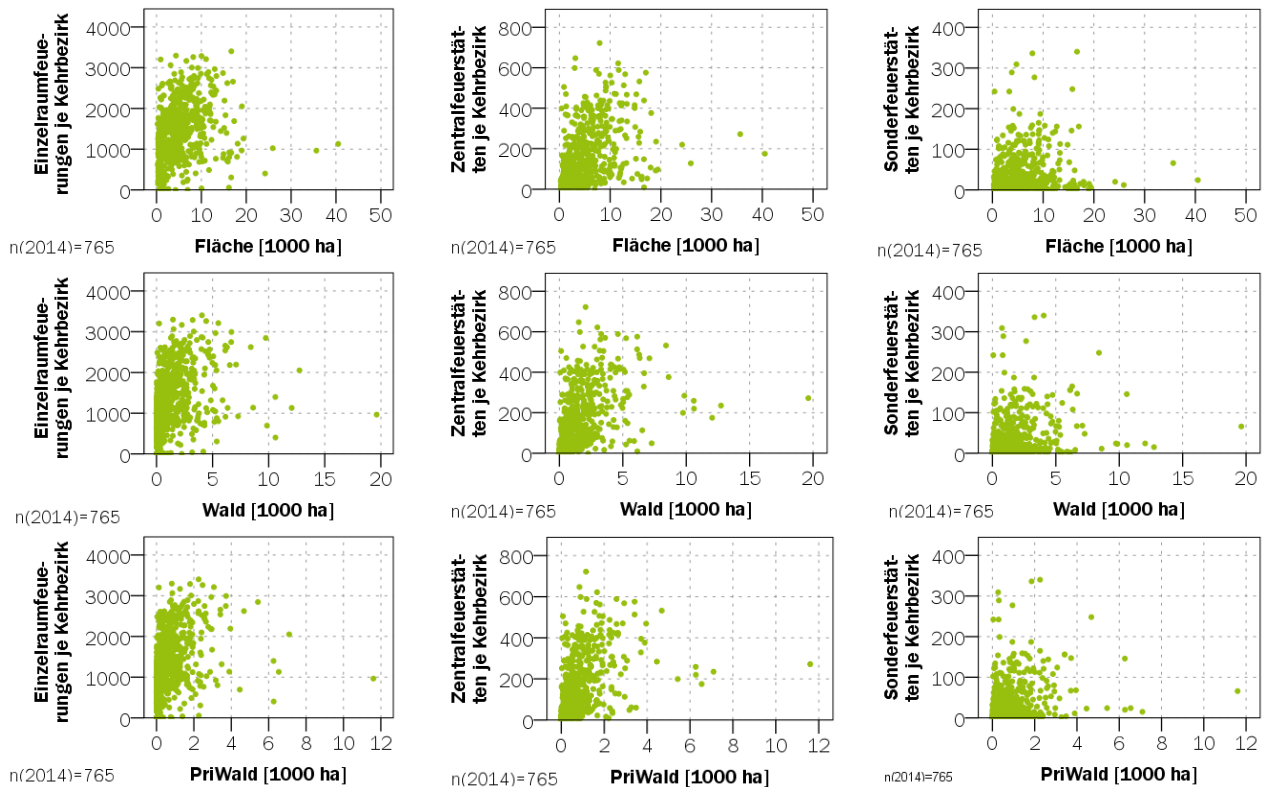 Einzelraumfeue-
rungen je Kehrbezirk
4000
3000
2000
1000
0
0 10 20 30 40 50
n(2014)=765
Fläche [1000 ha]
Zentralfeuerstät-
ten je Kehrbezirk
800
600
400
200
0
0 10 20 30 40 50
n(2014)=765
Fläche [1000 ha]
Sonderfeuerstät-
ten je Kehrbezirk
400
300
200
100
0
0 10 20 30 40 50
n(2014)=765
Fläche [1000 ha]
Einzelraumfeue-
rungen je Kehrbezirk
4000
3000
2000
1000
0
0 5 10 15 20
n(2014)=765
Wald [1000 ha]
Zentralfeuerstät-
ten je Kehrbezirk
800
600
400
200
0
0 5 10 15 20
n(2014)=765
Wald [1000 ha]
Sonderfeuerstät-
ten je Kehrbezirk
400
300
200
100
0
0 5 10 15 20
n(2014)=765
Wald [1000 ha]
Einzelraumfeue-
rungen je Kehrbezirk
4000
3000
2000
1000
0
0 2 4 6 8 10 12
n(2014)=765
PriWald [1000 ha]
Zentralfeuerstät-
ten je Kehrbezirk
800
600
400
200
0
0 2 4 6 8 10 12
n(2014)=765
PriWald [1000 ha]
Sonderfeuerstät-
ten je Kehrbezirk
400
300
200
100
0
0 2 4 6 8 10 12
n(2014)=765
PriWald [1000 ha]